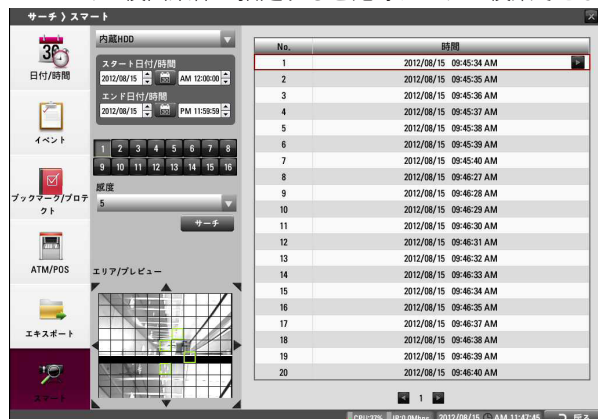 サーチ 〉スマート
36
日付/時間
イベント
ブックマーク/プロテクト
ATM/POS
エキスポート
スマート
内蔵HDD
スタート日付/時間
2012/08/15 AM 12:00:00
エンド日付/時間
2012/08/15 PM 11:59:59
1 2 3 4 5 6 7 8
9 10 11 12 13 14 15 16
感度
5
サーチ
エリア/プレビュー
No. 時間
1 2012/08/15 09:45:34 AM
2 2012/08/15 09:45:35 AM
3 2012/08/15 09:45:36 AM
4 2012/08/15 09:45:37 AM
5 2012/08/15 09:45:38 AM
6 2012/08/15 09:45:39 AM
7 2012/08/15 09:45:40 AM
8 2012/08/15 09:46:27 AM
9 2012/08/15 09:46:28 AM
10 2012/08/15 09:46:29 AM
11 2012/08/15 09:46:30 AM
12 2012/08/15 09:46:31 AM
13 2012/08/15 09:46:32 AM
14 2012/08/15 09:46:33 AM
15 2012/08/15 09:46:34 AM
16 2012/08/15 09:46:35 AM
17 2012/08/15 09:46:37 AM
18 2012/08/15 09:46:38 AM
19 2012/08/15 09:46:39 AM
20 2012/08/15 09:46:40 AM
1
2012/08/15 AM 11:47:45 戻る